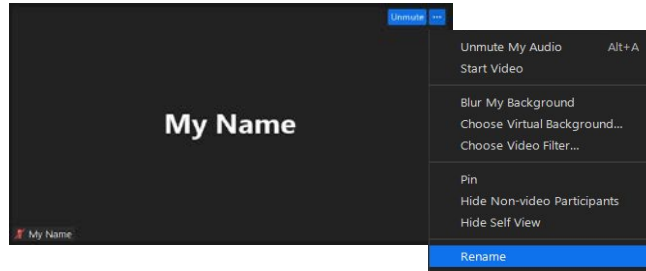 Unmute
My Name
My Name
Unmute My Audio Alt+A
Start Video
Blur My Background
Choose Virtual Background...
Choose Video Filter...
Pin
Hide Non-video Participants
Hide Self View
Rename